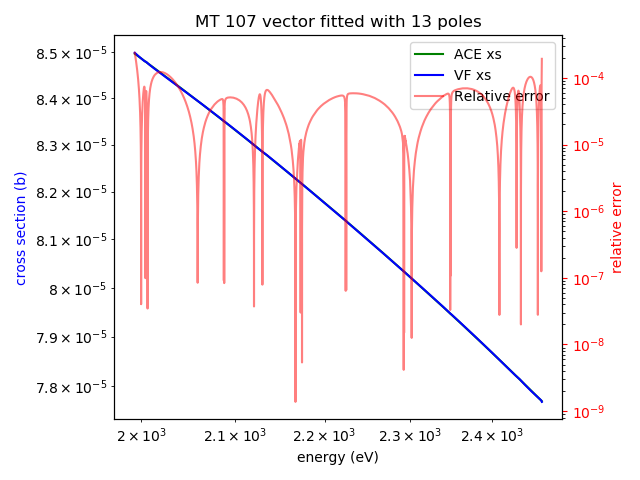 MT 107 vector fitted with 13 poles
8.5 × 10⁻⁵
8.4 × 10⁻⁵
8.3 × 10⁻⁵
8.2 × 10⁻⁵
8.1 × 10⁻⁵
8 × 10⁻⁵
7.9 × 10⁻⁵
7.8 × 10⁻⁵
cross section (b)
ACE xs
VF xs
Relative error
10⁻⁴
10⁻⁵
10⁻⁶
10⁻⁷
10⁻⁸
10⁻⁹
relative error
2 × 10³ 2.1 × 10³ 2.2 × 10³ 2.3 × 10³ 2.4 × 10³
energy (eV)